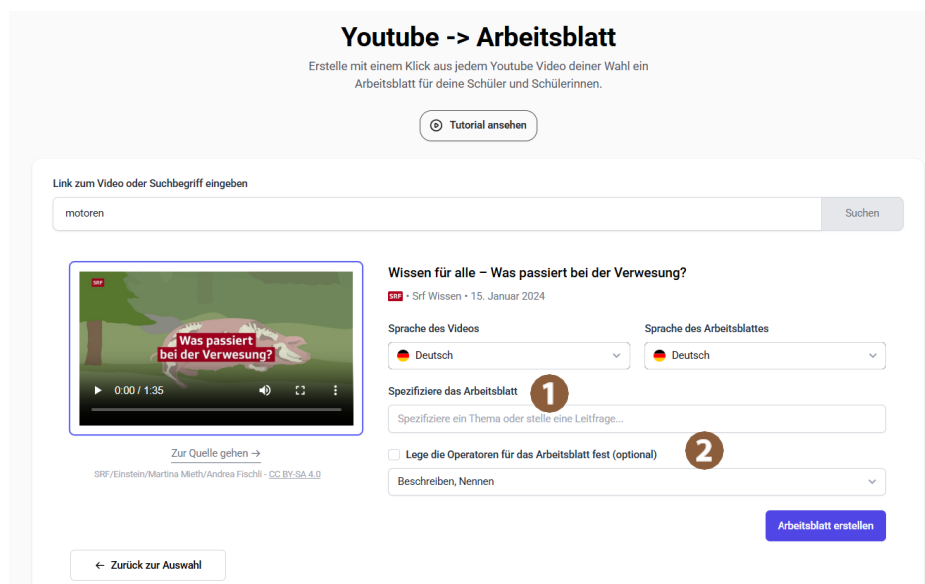 Youtube -> Arbeitsblatt
Erstelle mit einem Klick aus jedem Youtube Video deiner Wahl ein
Arbeitsblatt für deine Schüler und Schülerinnen.
Tutorial ansehen
Link zum Video oder Suchbegriff eingeben
motoren
Suchen
SRF
Was passiert
bei der Verwesung?
0:00 / 1:35
Zur Quelle gehen →
SRF/Einstein/Martina Mieth/Andrea Fischli - CC BY-SA 4.0
← Zurück zur Auswahl
Wissen für alle – Was passiert bei der Verwesung?
SRF • Srf Wissen • 15. Januar 2024
Sprache des Videos
Deutsch
Sprache des Arbeitsblattes
Deutsch
Spezifiziere das Arbeitsblatt
1
Spezifiziere ein Thema oder stelle eine Leitfrage...
Lege die Operatoren für das Arbeitsblatt fest (optional)
2
Beschreiben, Nennen
Arbeitsblatt erstellen